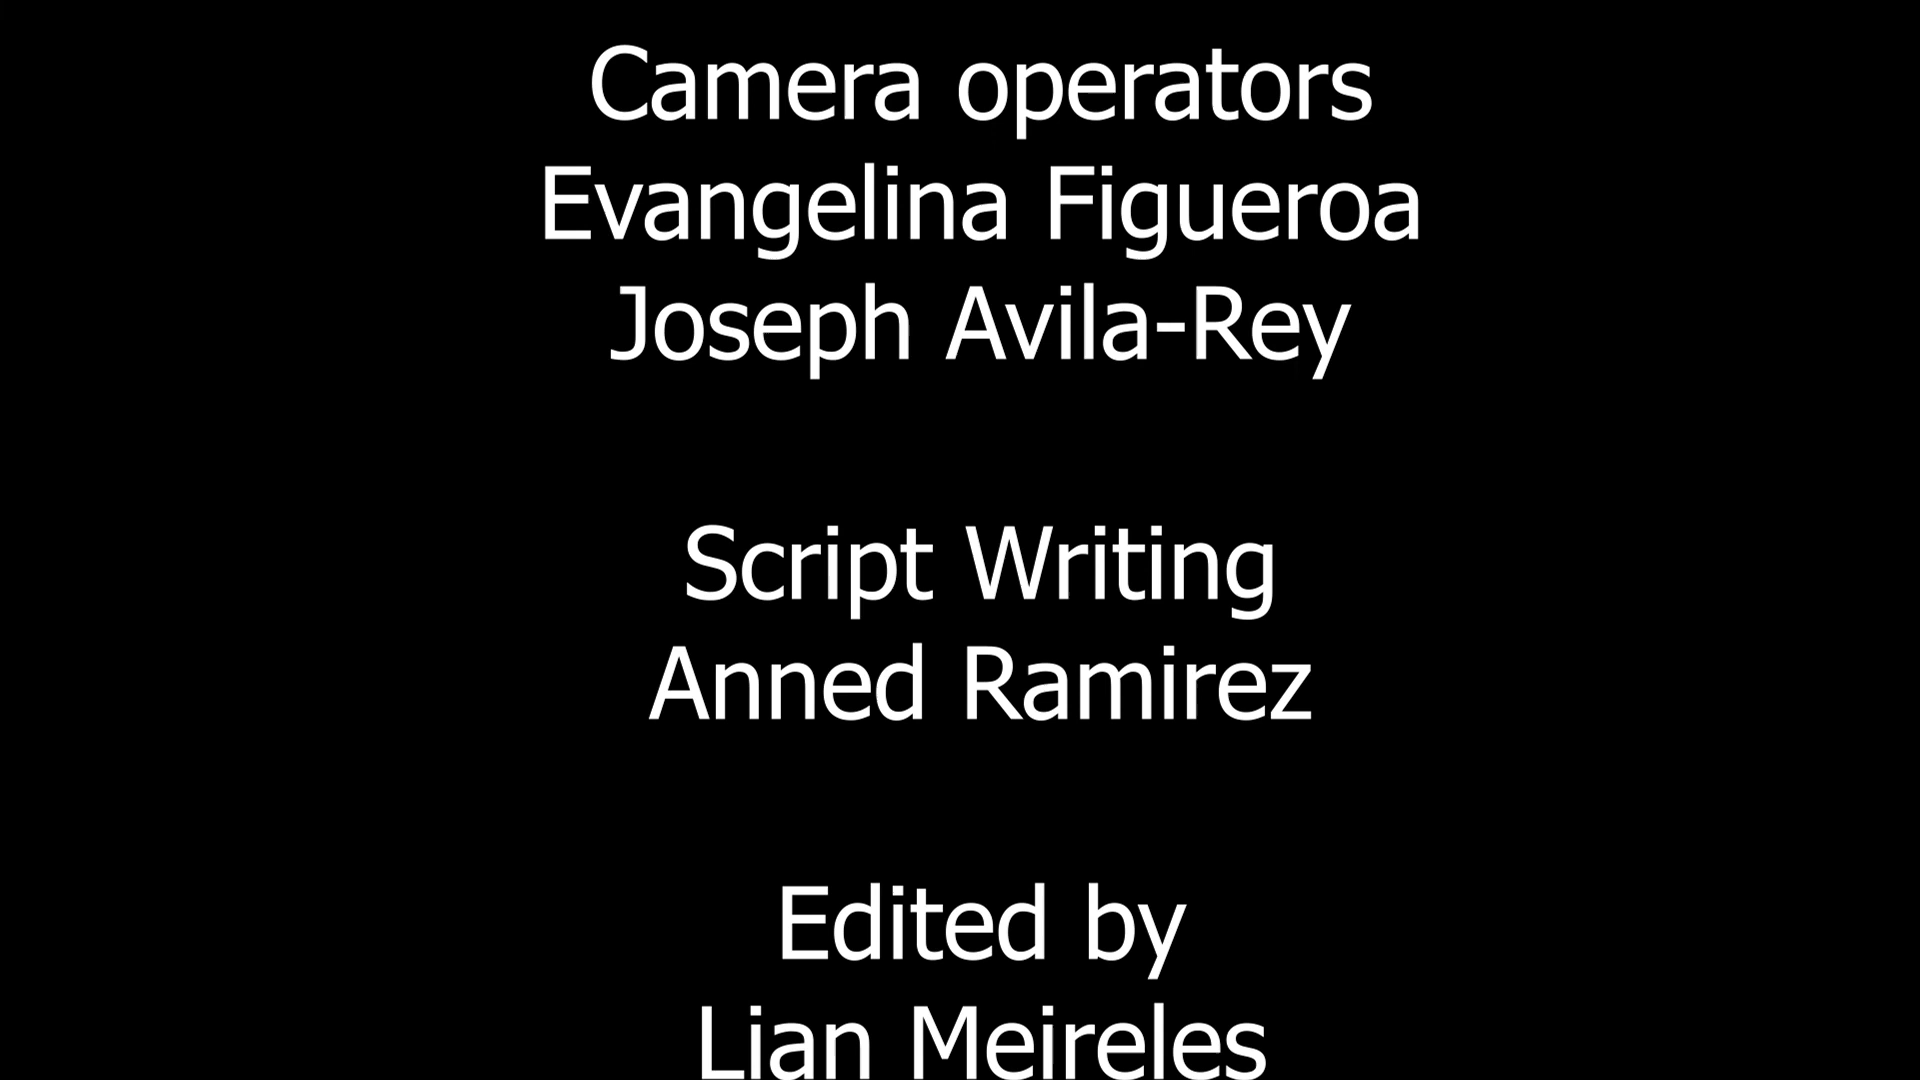 Camera operators
Evangelina Figueroa
Joseph Avila-Rey
Script Writing
Anned Ramirez
Edited by
Lian Meireles